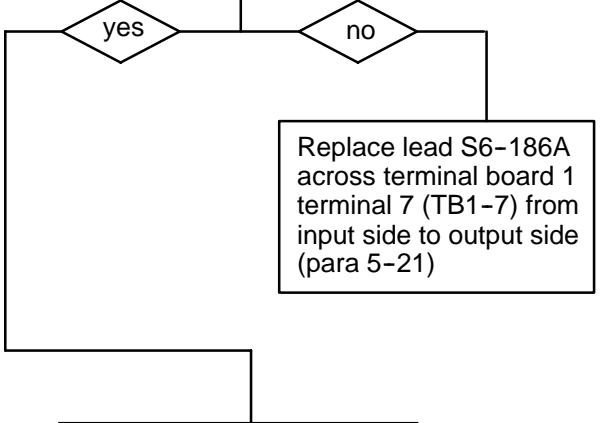 yes
no
Replace lead S6-186A
across terminal board 1
terminal 7 (TB1-7) from
input side to output side
(para 5-21)